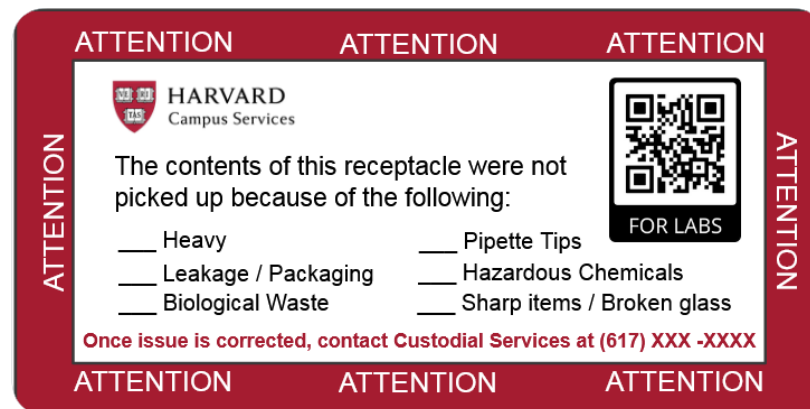 ATTENTION ATTENTION ATTENTION
ATTENTION
ATTENTION
HARVARD
Campus Services
The contents of this receptacle were not
picked up because of the following:
FOR LABS
___ Heavy ___ Pipette Tips
___ Leakage / Packaging ___ Hazardous Chemicals
___ Biological Waste ___ Sharp items / Broken glass
Once issue is corrected, contact Custodial Services at (617) XXX -XXXX
ATTENTION ATTENTION ATTENTION